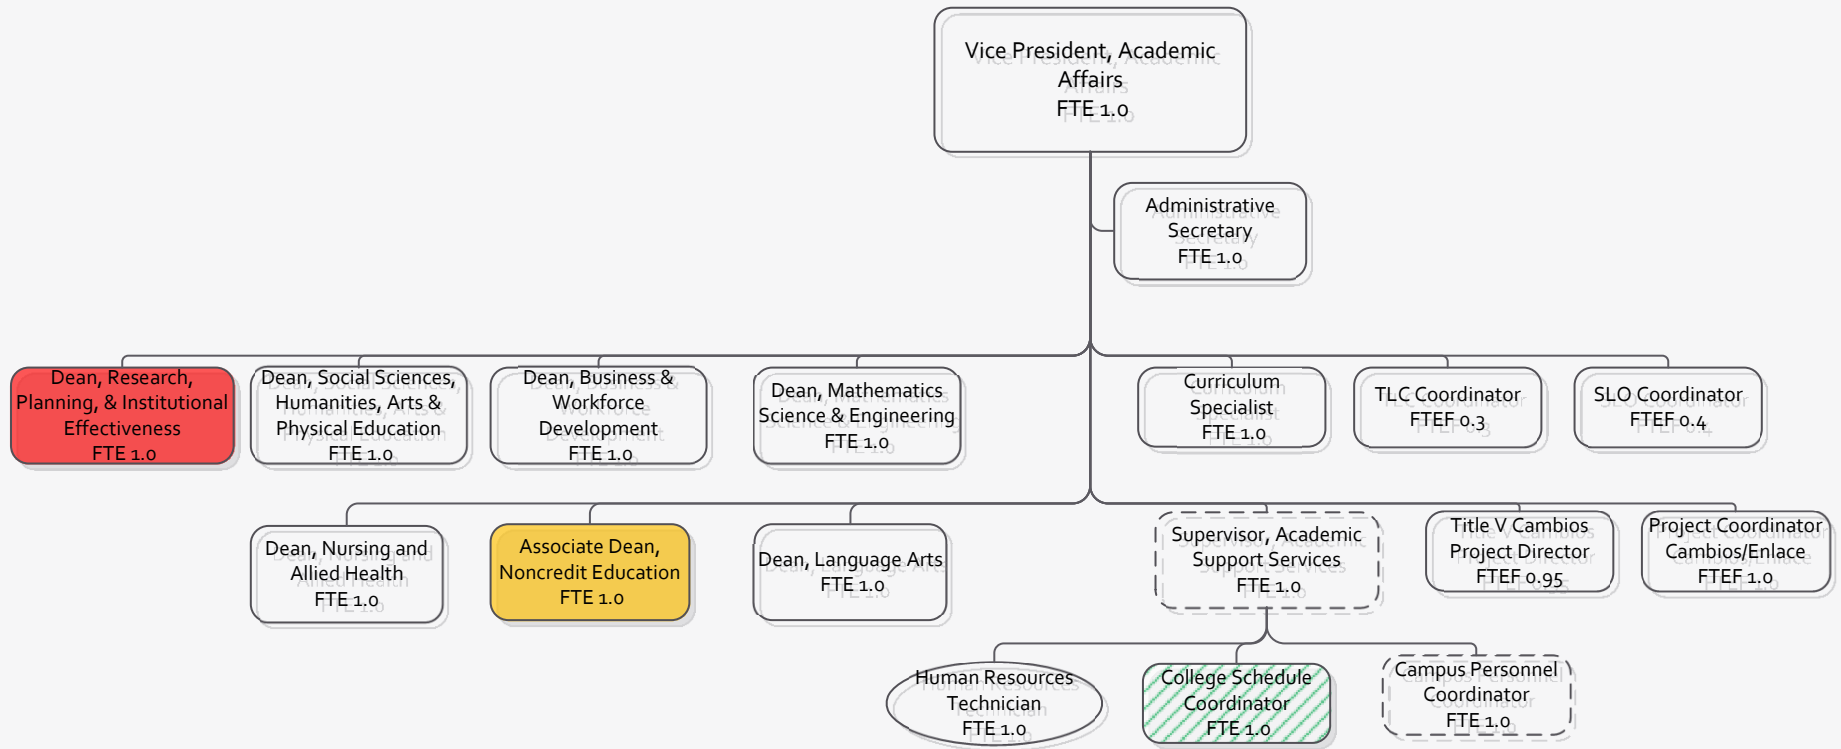 Vice President, Academic
Affairs
FTE 1.0
Administrative
Secretary
FTE 1.0
Dean, Research,
Planning, & Institutional
Effectiveness
FTE 1.0
Dean, Social Sciences,
Humanities, Arts &
Physical Education
FTE 1.0
Dean, Business &
Workforce
Development
FTE 1.0
Dean, Mathematics
Science & Engineering
FTE 1.0
Curriculum
Specialist
FTE 1.0
TLC Coordinator
FTEF 0.3
SLO Coordinator
FTEF 0.4
Dean, Nursing and
Allied Health
FTE 1.0
Associate Dean,
Noncredit Education
FTE 1.0
Dean, Language Arts
FTE 1.0
Supervisor, Academic
Support Services
FTE 1.0
Title V Cambios
Project Director
FTEF 0.95
Project Coordinator
Cambios/Enlace
FTEF 1.0
Human Resources
Technician
FTE 1.0
College Schedule
Coordinator
FTE 1.0
Campus Personnel
Coordinator
FTE 1.0